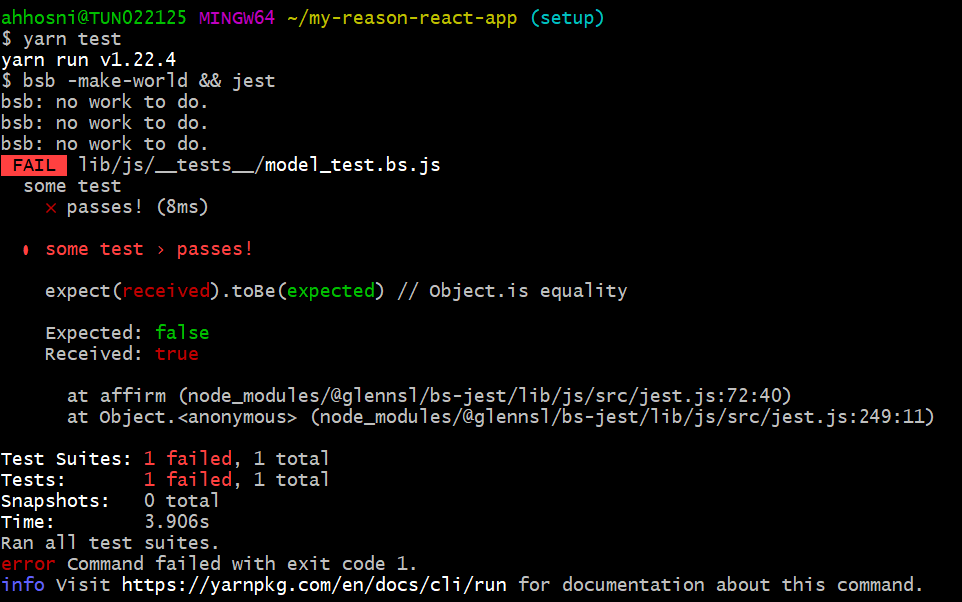 ahhosni@TUN022125 MINGW64 ~/my-reason-react-app (setup)
$ yarn test
yarn run v1.22.4
$ bsb -make-world && jest
bsb: no work to do.
bsb: no work to do.
bsb: no work to do.
FAIL lib/js/__tests__/model_test.bs.js
some test
× passes! (8ms)
● some test › passes!
expect(received).toBe(expected) // Object.is equality
Expected: false
Received: true
at affirm (node_modules/@glennsl/bs-jest/lib/js/src/jest.js:72:40)
at Object.<anonymous> (node_modules/@glennsl/bs-jest/lib/js/src/jest.js:249:11)
Test Suites: 1 failed, 1 total
Tests: 1 failed, 1 total
Snapshots: 0 total
Time: 3.906s
Ran all test suites.
error Command failed with exit code 1.
info Visit https://yarnpkg.com/en/docs/cli/run for documentation about this command.